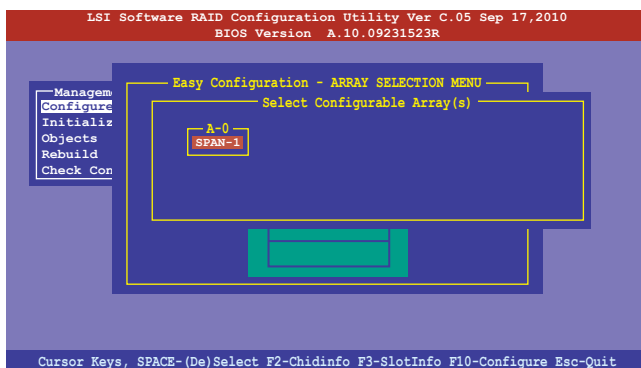 LSI Software RAID Configuration Utility Ver C.05 Sep 17,2010
BIOS Version A.10.09231523R
Easy Configuration - ARRAY SELECTION MENU
Select Configurable Array(s)
Managem
Configure
Initializ
Objects
Rebuild
Check Con
A-0
SPAN-1
Cursor Keys, SPACE-(De)Select F2-Chidinfo F3-SlotInfo F10-Configure Esc-Quit